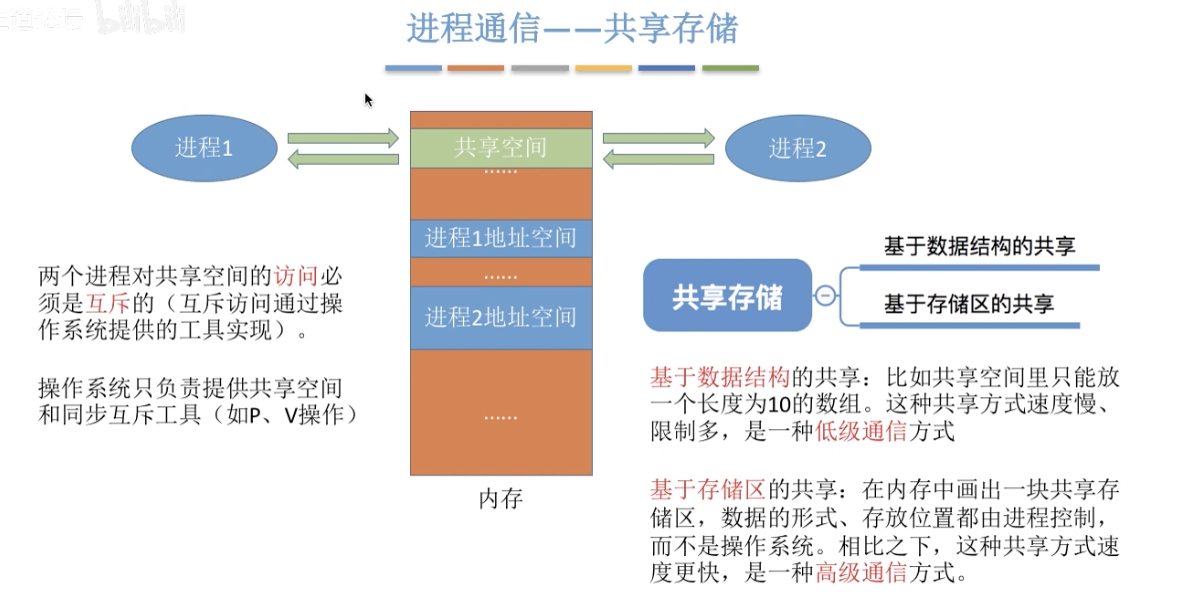 bilibili
进程通信——共享存储
进程1
共享空间
进程2
……
进程1地址空间
……
进程2地址空间
……
内存
两个进程对共享空间的访问必
须是互斥的（互斥访问通过操
作系统提供的工具实现）。
操作系统只负责提供共享空间
和同步互斥工具（如P、V操作）
共享存储
基于数据结构的共享
基于存储区的共享
基于数据结构的共享：比如共享空间里只能放
一个长度为10的数组。这种共享方式速度慢、
限制多，是一种低级通信方式
基于存储区的共享：在内存中画出一块共享存
储区，数据的形式、存放位置都由进程控制，
而不是操作系统。相比之下，这种共享方式速
度更快，是一种高级通信方式。